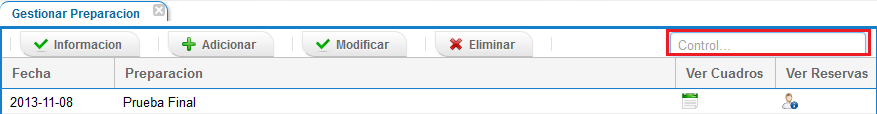 Gestionar Preparacion
Informacion Adicionar Modificar Eliminar Control...
Fecha Preparacion Ver Cuadros Ver Reservas
2013-11-08 Prueba Final